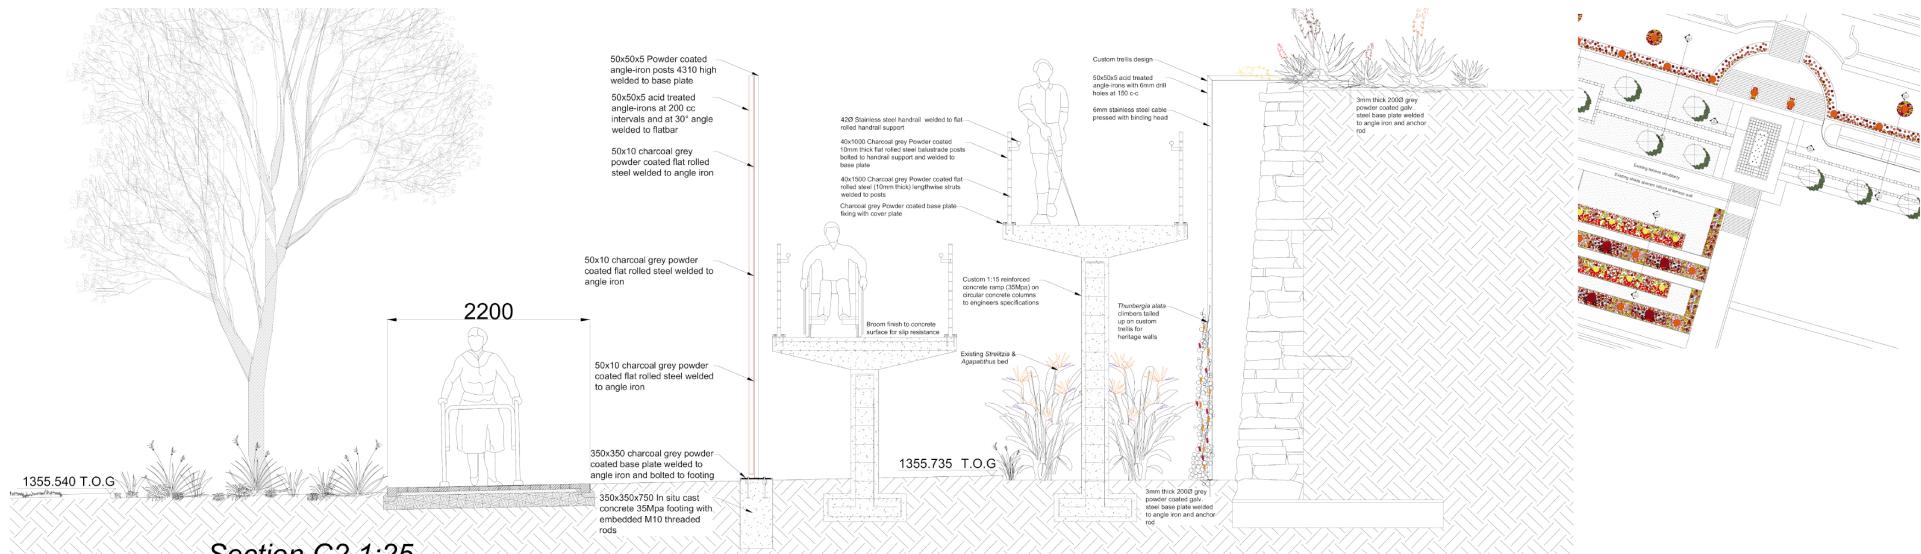 50x50x5 Powder coated
angle-iron posts 4310 high
welded to base plate
50x50x5 acid treated
angle-irons at 200 cc
intervals and at 30° angle
welded to flatbar
50x10 charcoal grey
powder coated flat rolled
steel welded to angle iron
50x10 charcoal grey powder
coated flat rolled steel welded to
angle iron
2200
50x10 charcoal grey powder
coated flat rolled steel welded
to angle iron
350x350 charcoal grey powder
coated base plate welded to
angle iron and bolted to footing
350x350x750 In situ cast
concrete 35Mpa footing with
embedded M10 threaded
rods
1355.540 T.O.G
Section C2 1:25
42Ø Stainless steel handrail welded to flat
rolled handrail support
40x1000 Charcoal grey Powder coated
10mm thick flat rolled steel balustrade posts
bolted to handrail support and welded to
base plate
40x1500 Charcoal grey Powder coated flat
rolled steel (10mm thick) lengthwise struts
welded to posts
Charcoal grey Powder coated base plate
fixing with cover plate
Broom finish to concrete
surface for slip resistance
Custom 1:15 reinforced
concrete ramp (35Mpa) on
circular concrete columns
to engineers specifications
Existing Strelitzia &
Agapabthus bed
1355.735 T.O.G
Custom trellis design
50x50x5 acid treated
angle-irons with 6mm drill
holes at 150 c-c
6mm stainless steel cable
pressed with binding head
Thunbergia alata
climbers tailed
up on custom
trellis for
heritage walls
3mm thick 200Ø grey
powder coated galv.
steel base plate welded
to angle iron and anchor
rod
3mm thick 200Ø grey
powder coated galv.
steel base plate welded
to angle iron and anchor
rod
Existing terrace shrubbery